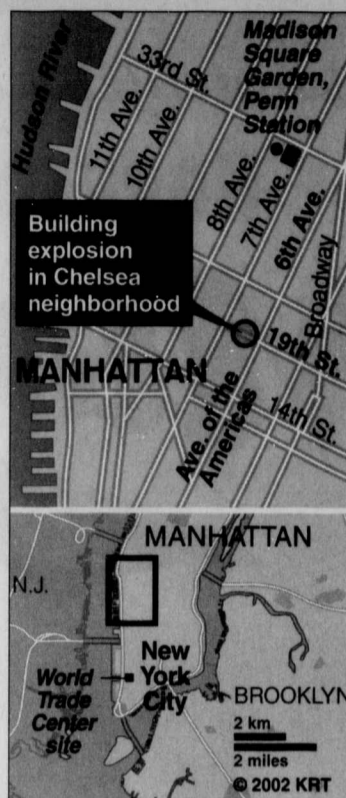 Madison
Square
Garden,
Penn
Station
33rd St.
Hudson River
11th Ave.
10th Ave.
8th Ave.
7th Ave.
6th Ave.
Broadway
Building
explosion
in Chelsea
neighborhood
19th St.
MANHATTAN
14th St.
Ave. of the
Americas
MANHATTAN
N.J.
World
Trade
Center
site
New
York
City
BROOKLYN
2 km
2 miles
© 2002 KRT